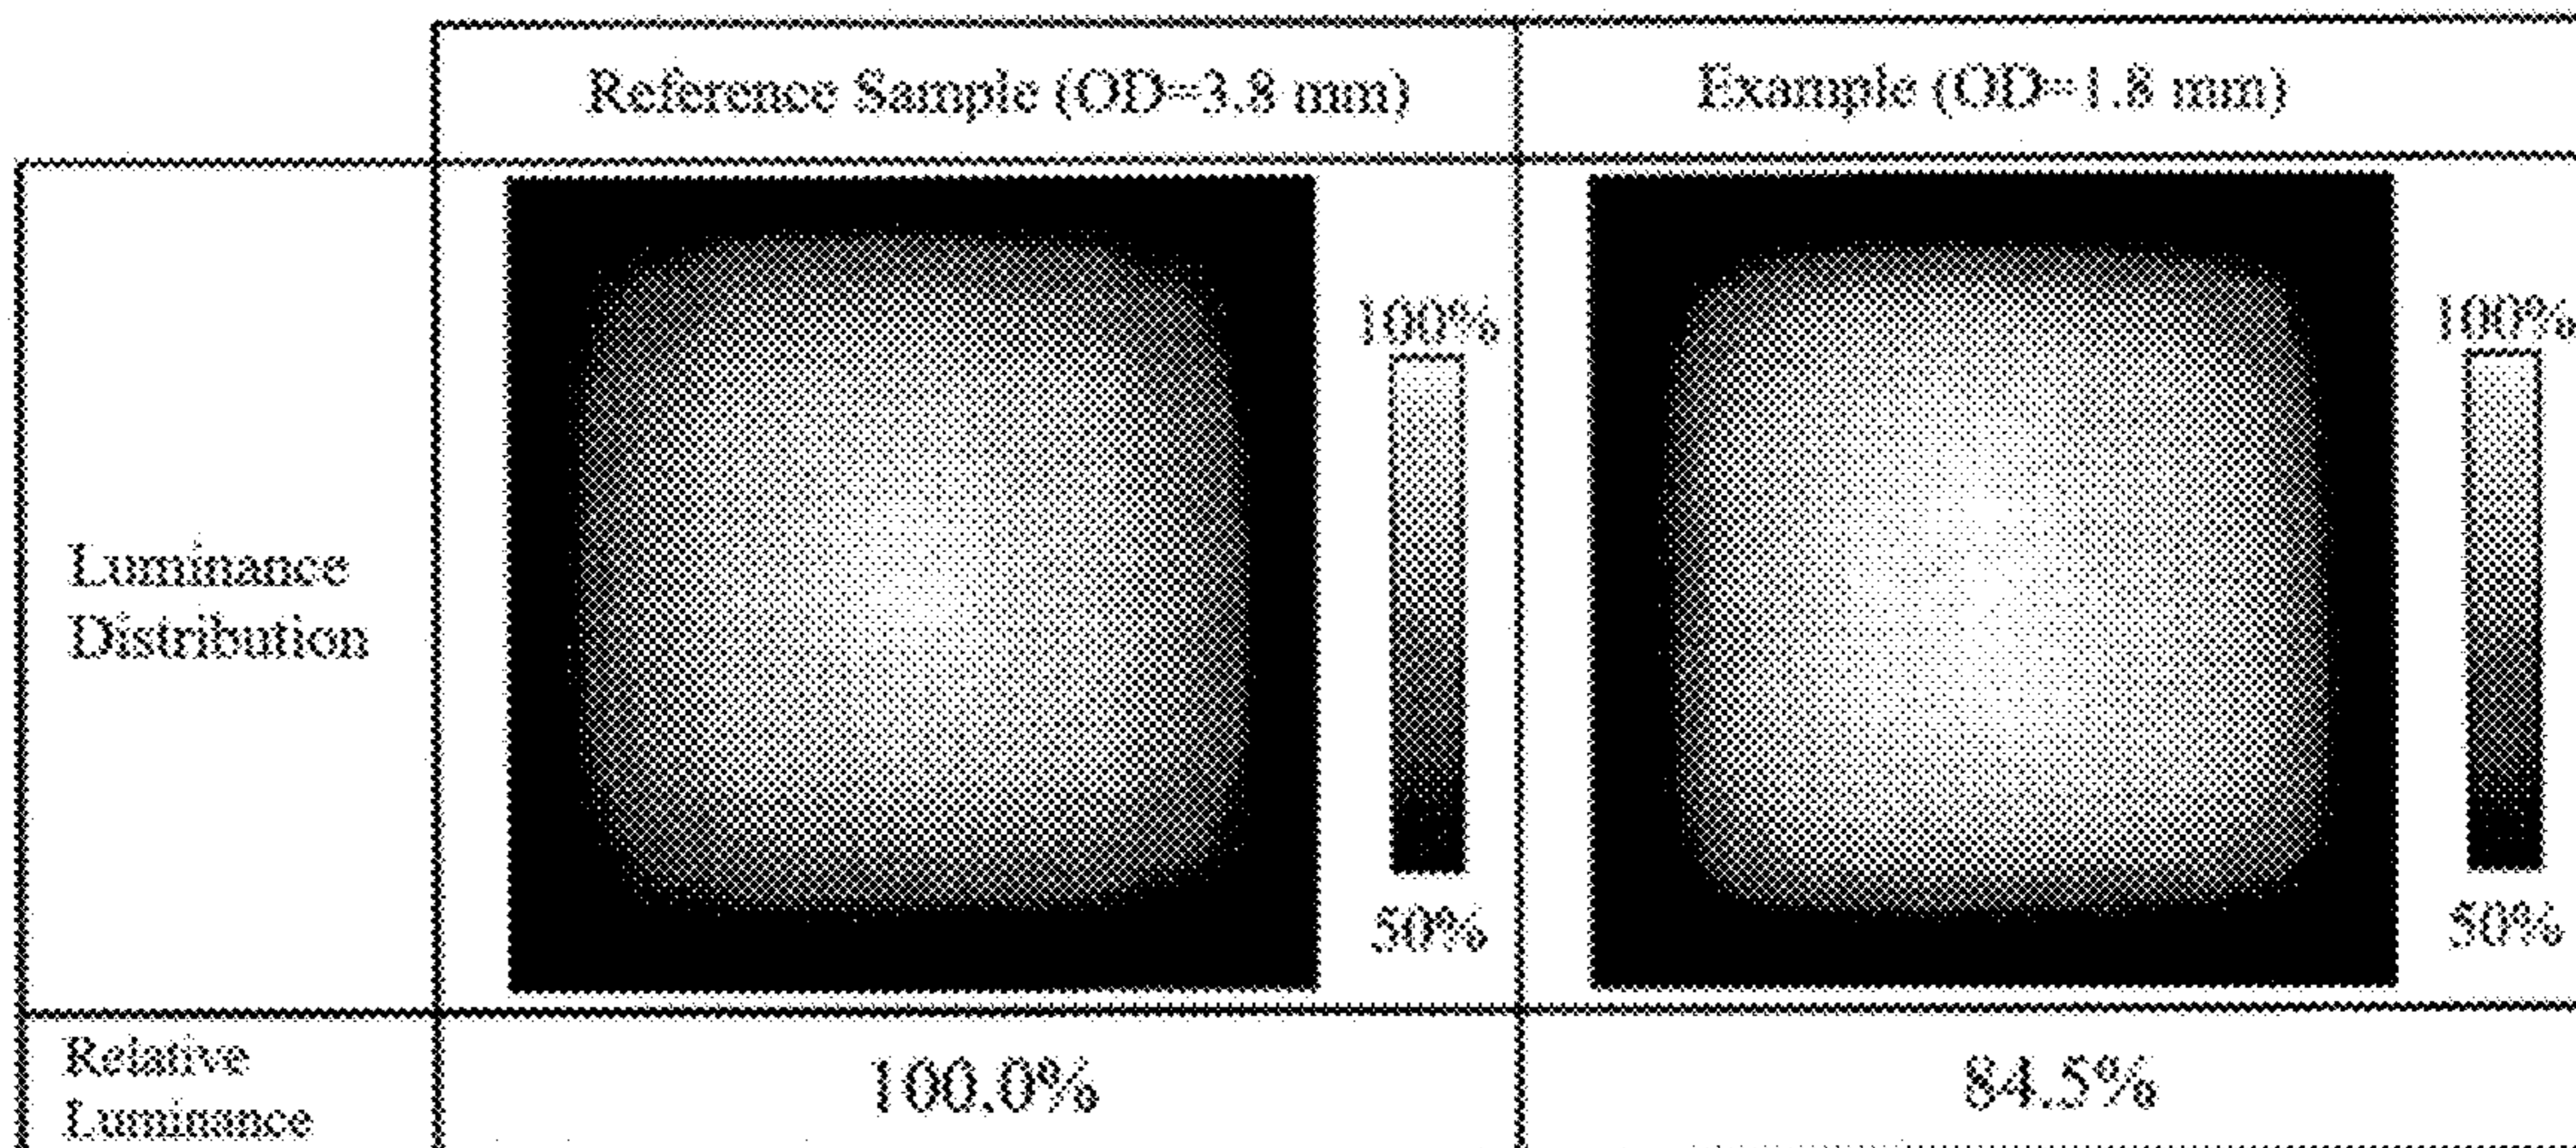 Reference Sample (OD=3.8 mm)
Example (OD=1.8 mm)
Luminance
Distribution
100%
50%
100%
50%
Relative
Luminance
100.0%
84.5%